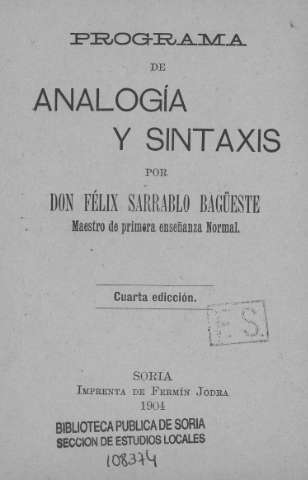 PROGRAMA
DE
ANALOGÍA
Y SINTAXIS
POR
DON FÉLIX SARRABLO BAGÜESTE
Maestro de primera enseñanza Normal.
Cuarta edicción.
E S.
SORIA
IMPRENTA DE FERMÍN JODRA
1904
BIBLIOTECA PUBLICA DE SORIA
SECCION DE ESTUDIOS LOCALES
108374